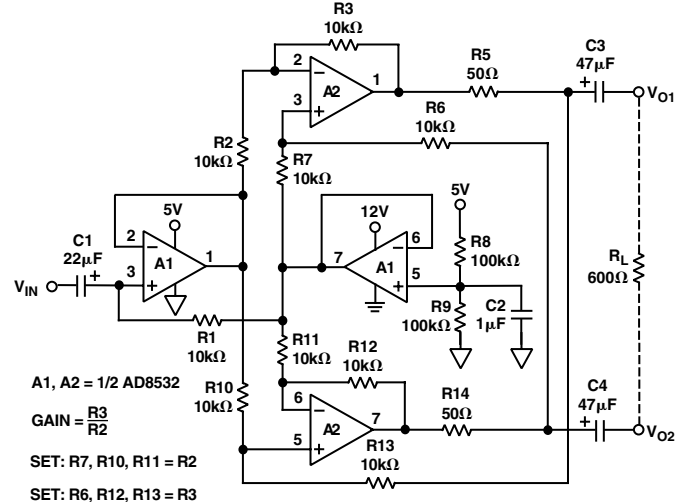 R3
10kΩ
2
A2
1
3
R5
50Ω
C3
47µF
+
VO1
R6
10kΩ
R2
10kΩ
R7
10kΩ
5V
12V
5V
2
A1
1
3
C1
22µF
+
VIN
7
6
A1
5
R8
100kΩ
R9
100kΩ
C2
1µF
RL
600Ω
R1
10kΩ
R11
10kΩ
R12
10kΩ
R10
10kΩ
6
A2
7
5
R14
50Ω
C4
47µF
+
VO2
R13
10kΩ
A1, A2 = 1/2 AD8532
GAIN = R3
R2
SET: R7, R10, R11 = R2
SET: R6, R12, R13 = R3